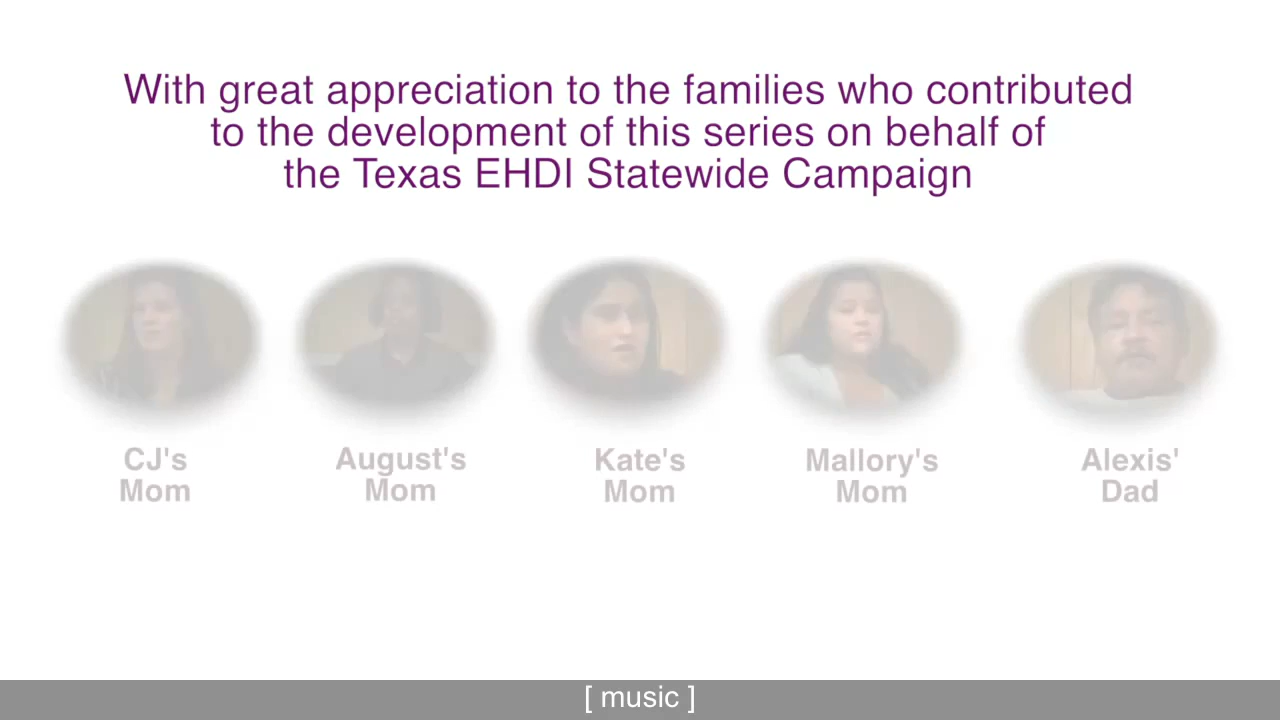 With great appreciation to the families who contributed
to the development of this series on behalf of
the Texas EHDI Statewide Campaign
CJ's
Mom
August's
Mom
Kate's
Mom
Mallory's
Mom
Alexis'
Dad
[ music ]